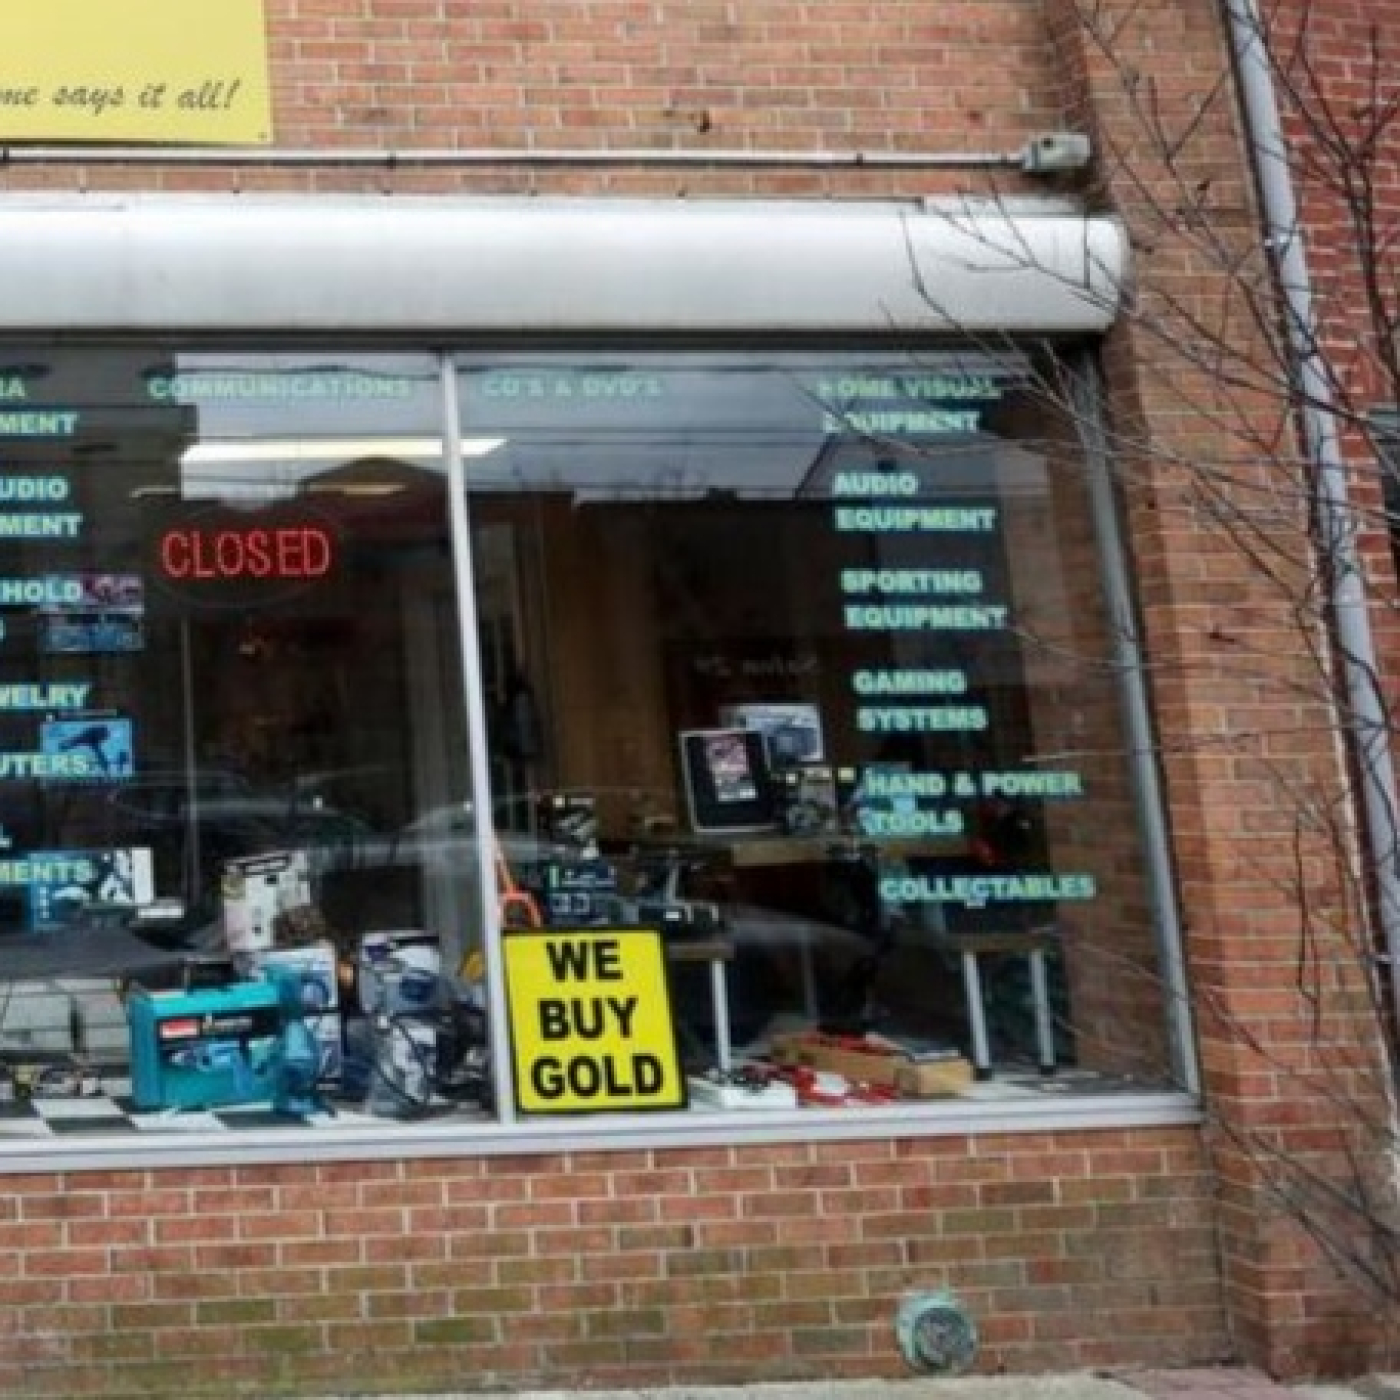 me says it all!
COMMUNICATIONS
CD'S & DVD'S
HOME VISUAL
EQUIPMENT
MENT
UDIO
MENT
AUDIO
EQUIPMENT
CLOSED
HOLD
SPORTING
EQUIPMENT
WELRY
GAMING
SYSTEMS
UTERS
HAND & POWER
TOOLS
MENTS
COLLECTABLES
WE
BUY
GOLD